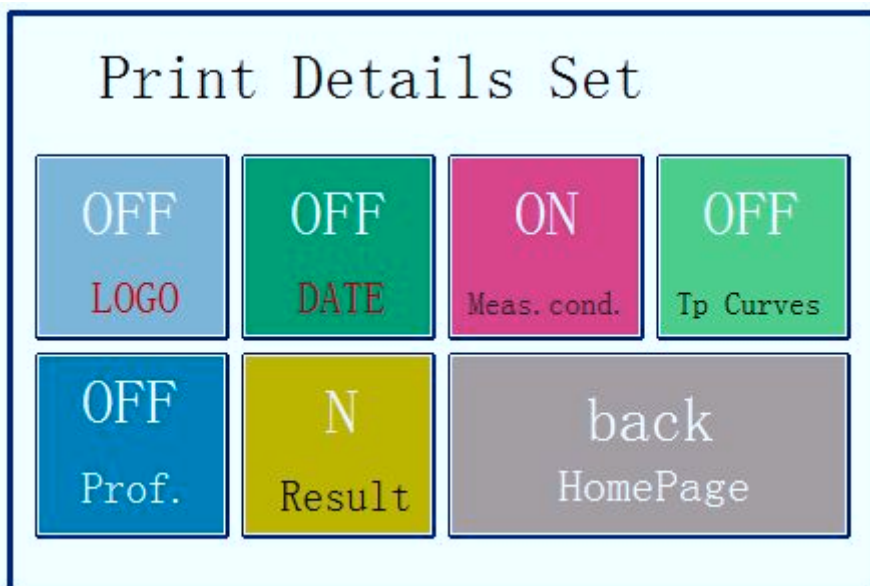 Print Details Set
OFF
LOGO
OFF
DATE
ON
Meas.cond.
OFF
Tp Curves
OFF
Prof.
N
Result
back
HomePage